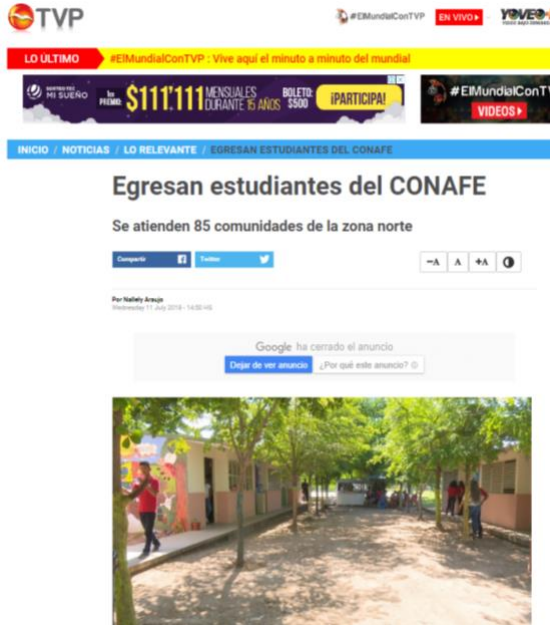 TVP
#ElMundialConTVP
EN VIVO
YOVEO
LO ÚLTIMO
#ElMundialConTVP : Vive aquí el minuto a minuto del mundial
MI SUEÑO
1er PREMIO: $111'111 MENSUALES DURANTE 15 AÑOS
BOLETO: $500
¡PARTICIPA!
#ElMundialConTV
VIDEOS
INICIO / NOTICIAS / LO RELEVANTE / EGRESAN ESTUDIANTES DEL CONAFE
Egresan estudiantes del CONAFE
Se atienden 85 comunidades de la zona norte
Compartir
Twitter
-A A +A
Por Nallely Araujo
Wednesday 11 July 2018 - 14:50 HS
Google ha cerrado el anuncio
Dejar de ver anuncio
¿Por qué este anuncio?